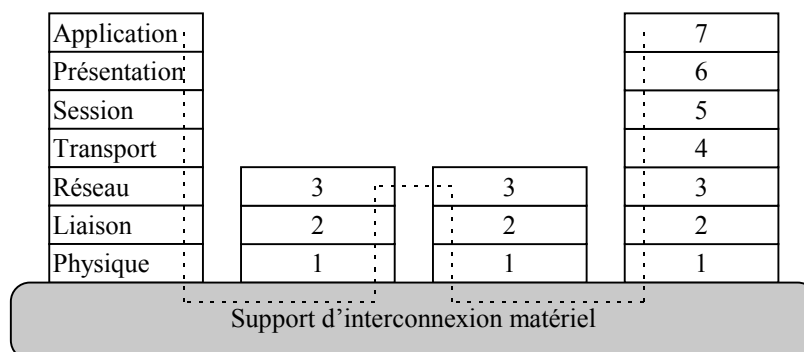 Application
Présentation
Session
Transport
Réseau
Liaison
Physique
3
2
1
3
2
1
7
6
5
4
3
2
1
Support d’interconnexion matériel